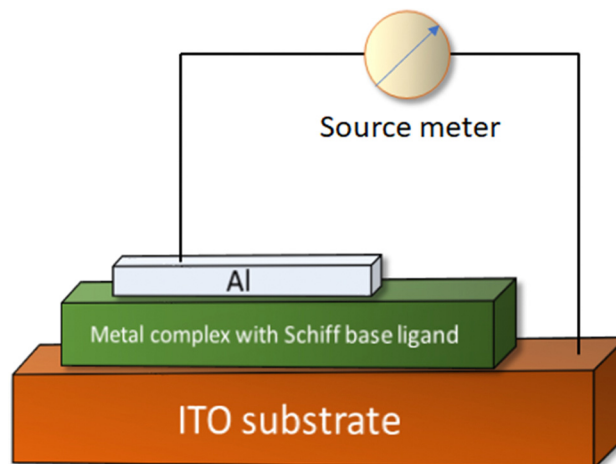 Source meter
Al
Metal complex with Schiff base ligand
ITO substrate